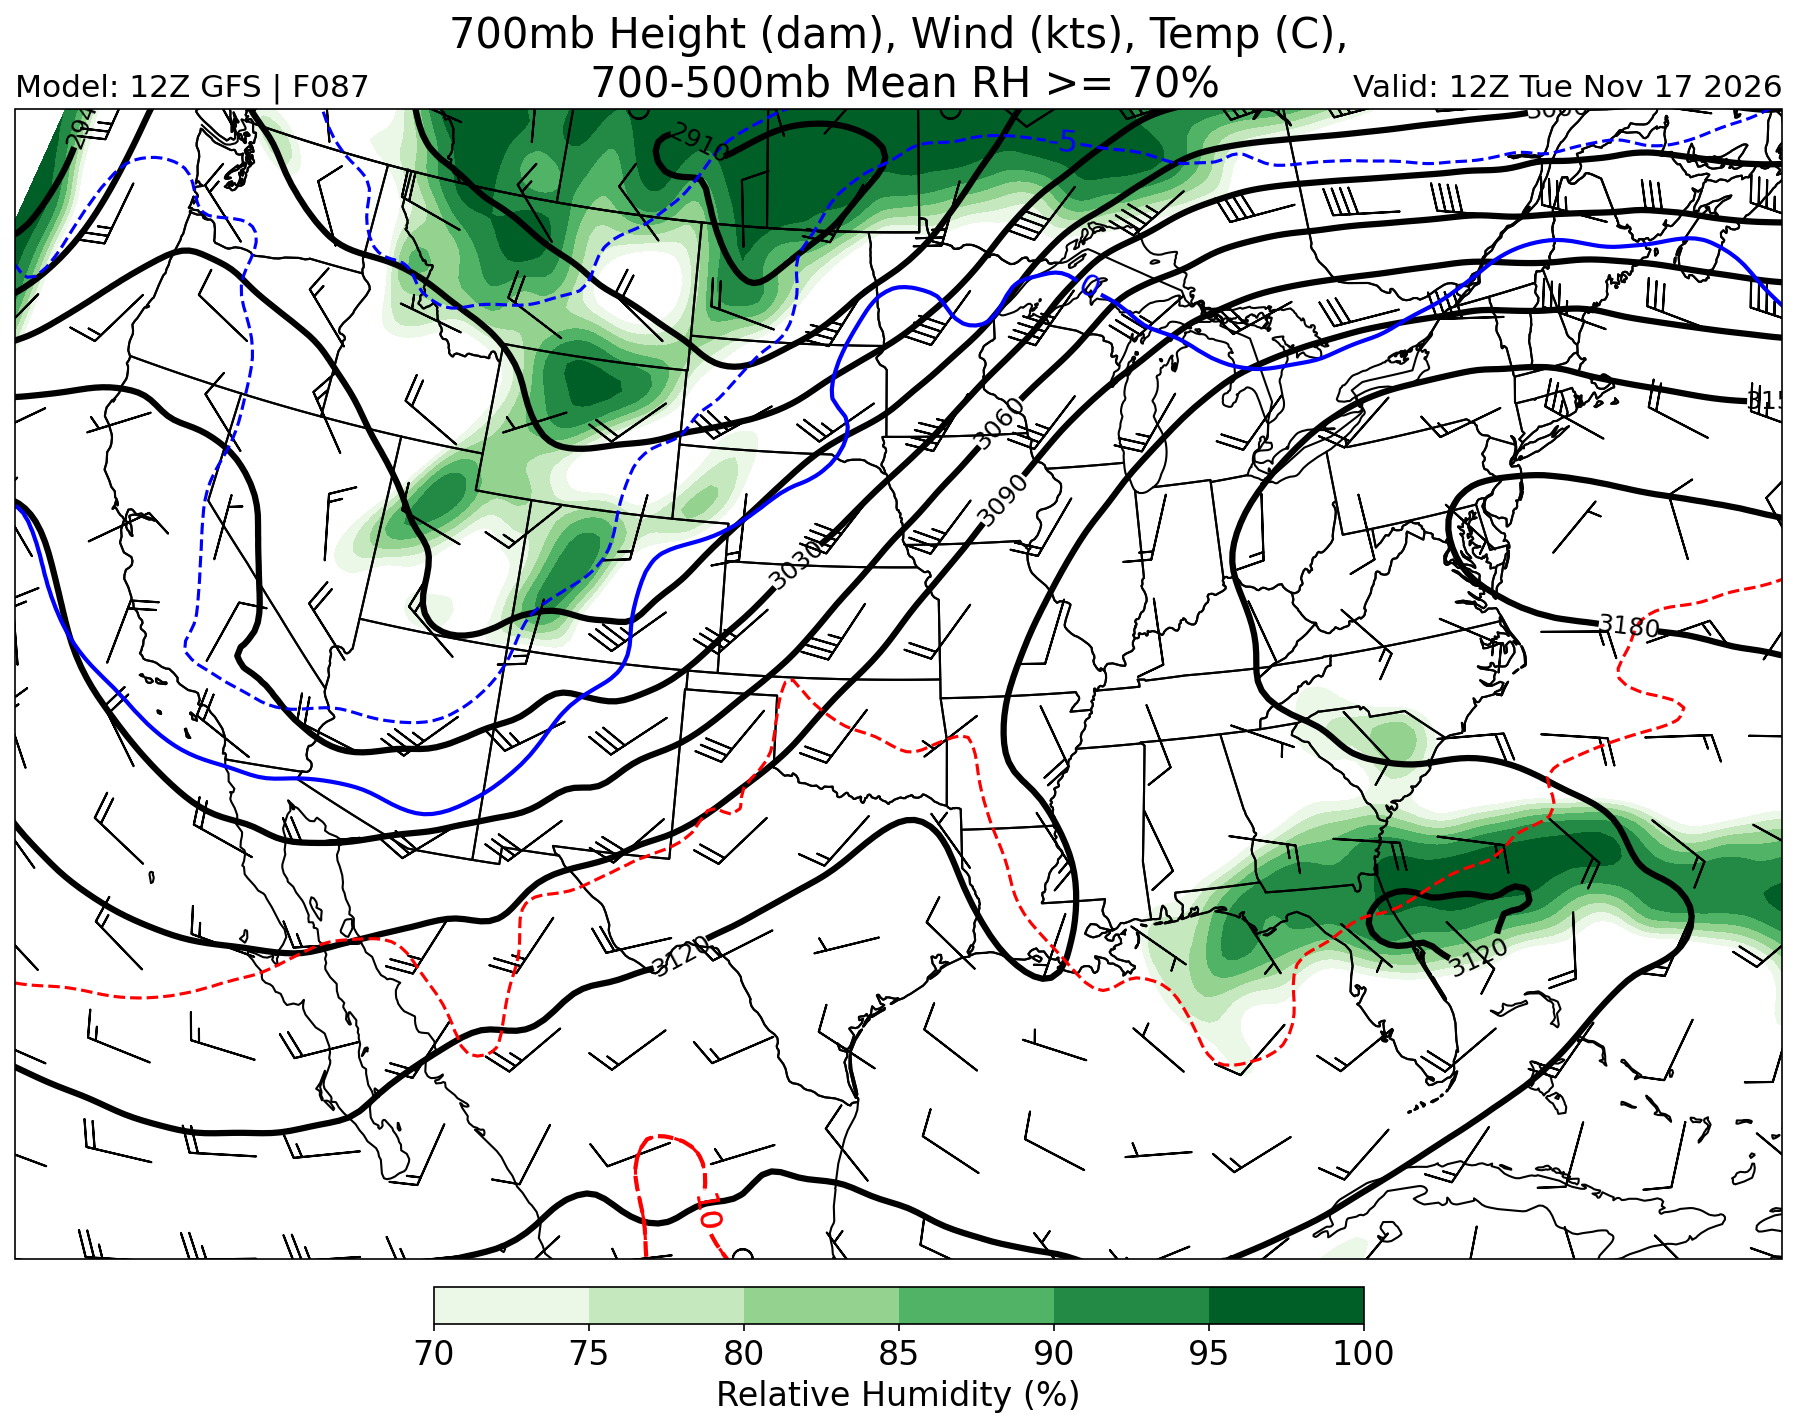 700mb Height (dam), Wind (kts), Temp (C),
700-500mb Mean RH >= 70%
Model: 12Z GFS | F087
Valid: 12Z Tue Nov 17 2026
2910
-5
0
3060
3090
3030
3180
3120
3120
10
70 75 80 85 90 95 100
Relative Humidity (%)